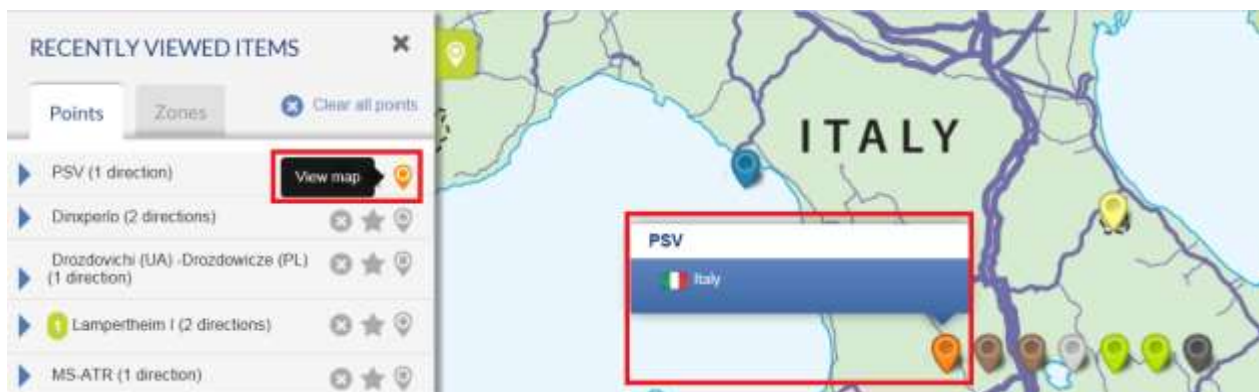 RECENTLY VIEWED ITEMS
Points
Zones
Clear all points
PSV (1 direction)
View map
Dinxperlo (2 directions)
Drozdovichi (UA) -Drozdowicze (PL)
(1 direction)
1 Lampertheim I (2 directions)
MS-ATR (1 direction)
ITALY
PSV
Italy